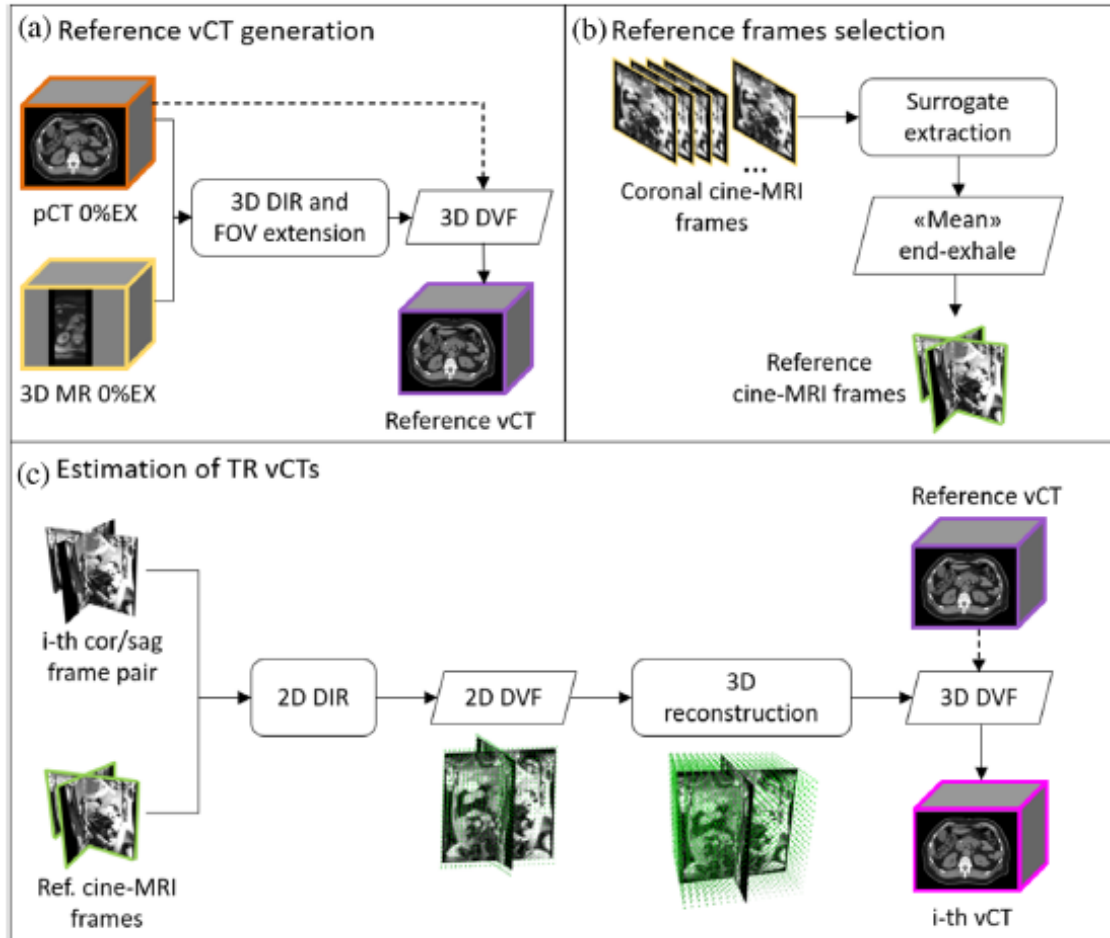 (a) Reference vCT generation
pCT 0%EX
3D MR 0%EX
3D DIR and
FOV extension
3D DVF
Reference vCT
(b) Reference frames selection
Coronal cine-MRI
frames
...
Surrogate
extraction
«Mean»
end-exhale
Reference
cine-MRI frames
(c) Estimation of TR vCTs
i-th cor/sag
frame pair
Ref. cine-MRI
frames
2D DIR
2D DVF
3D
reconstruction
Reference vCT
3D DVF
i-th vCT